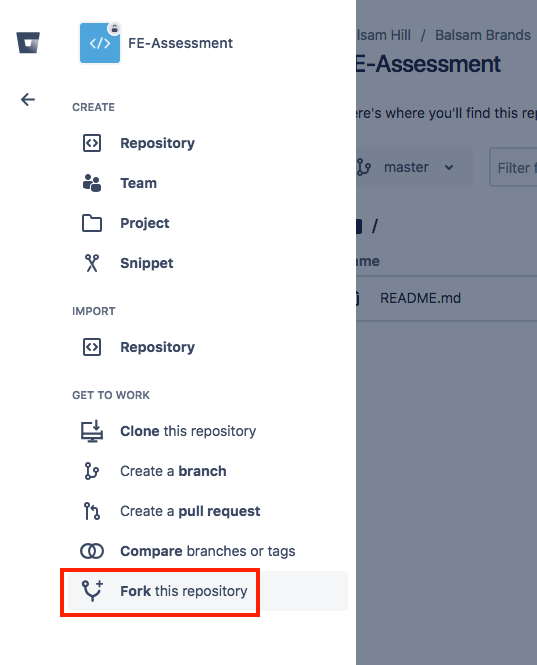 FE-Assessment
CREATE
Repository
Team
Project
Snippet
IMPORT
Repository
GET TO WORK
Clone this repository
Create a branch
Create a pull request
Compare branches or tags
Fork this repository
lsam Hill / Balsam Brands
E-Assessment
ere's where you'll find this rep
master
Filter f
/
me
README.md